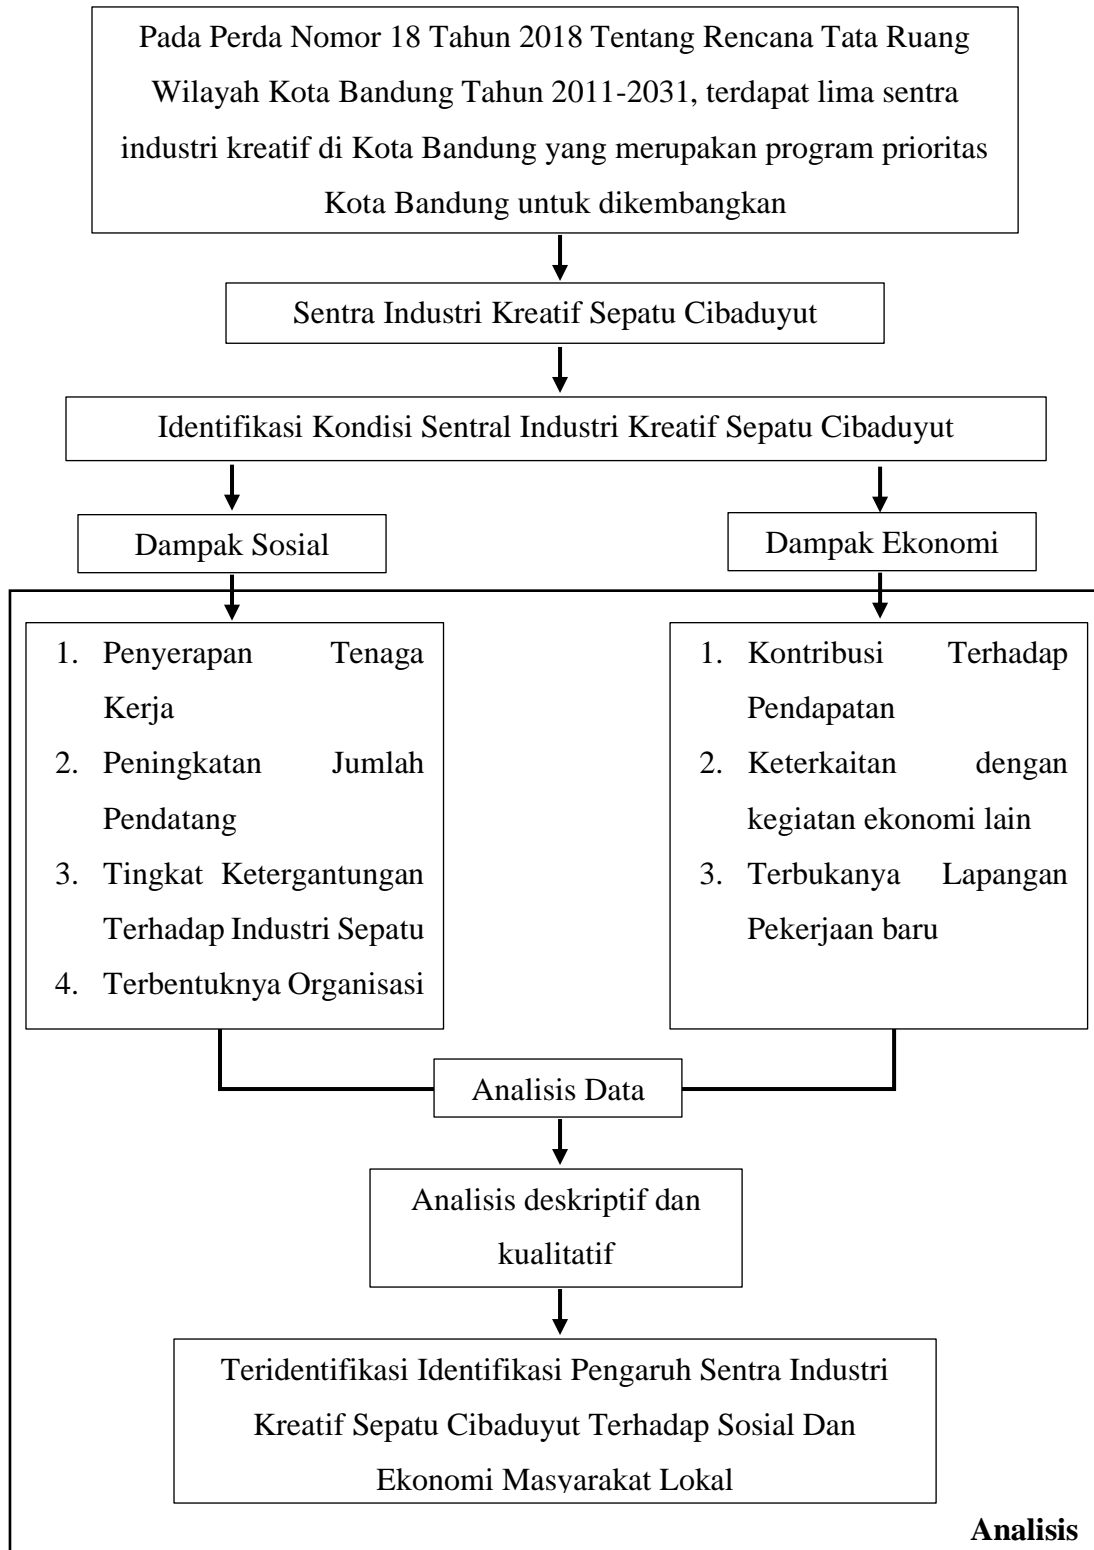 Pada Perda Nomor 18 Tahun 2018 Tentang Rencana Tata Ruang
Wilayah Kota Bandung Tahun 2011-2031, terdapat lima sentra
industri kreatif di Kota Bandung yang merupakan program prioritas
Kota Bandung untuk dikembangkan
Sentra Industri Kreatif Sepatu Cibaduyut
Identifikasi Kondisi Sentral Industri Kreatif Sepatu Cibaduyut
Dampak Sosial
Dampak Ekonomi
1. Penyerapan Tenaga
Kerja
2. Peningkatan Jumlah
Pendatang
3. Tingkat Ketergantungan
Terhadap Industri Sepatu
4. Terbentuknya Organisasi
1. Kontribusi Terhadap
Pendapatan
2. Keterkaitan dengan
kegiatan ekonomi lain
3. Terbukanya Lapangan
Pekerjaan baru
Analisis Data
Analisis deskriptif dan
kualitatif
Teridentifikasi Identifikasi Pengaruh Sentra Industri
Kreatif Sepatu Cibaduyut Terhadap Sosial Dan
Ekonomi Masyarakat Lokal
Analisis